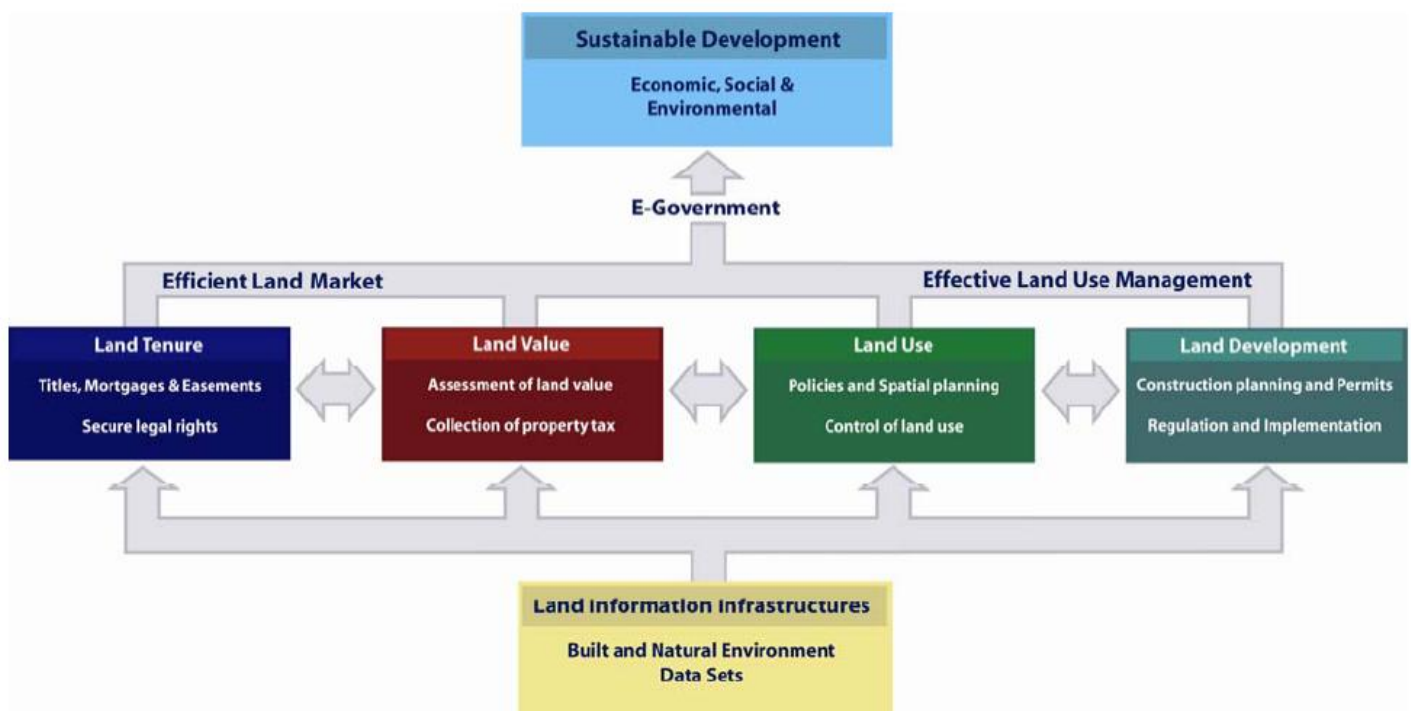 Sustainable Development
Economic, Social &
Environmental
E-Government
Efficient Land Market
Effective Land Use Management
Land Tenure
Titles, Mortgages & Easements
Secure legal rights
Land Value
Assessment of land value
Collection of property tax
Land Use
Policies and Spatial planning
Control of land use
Land Development
Construction planning and Permits
Regulation and Implementation
Land Information Infrastructures
Built and Natural Environment
Data Sets